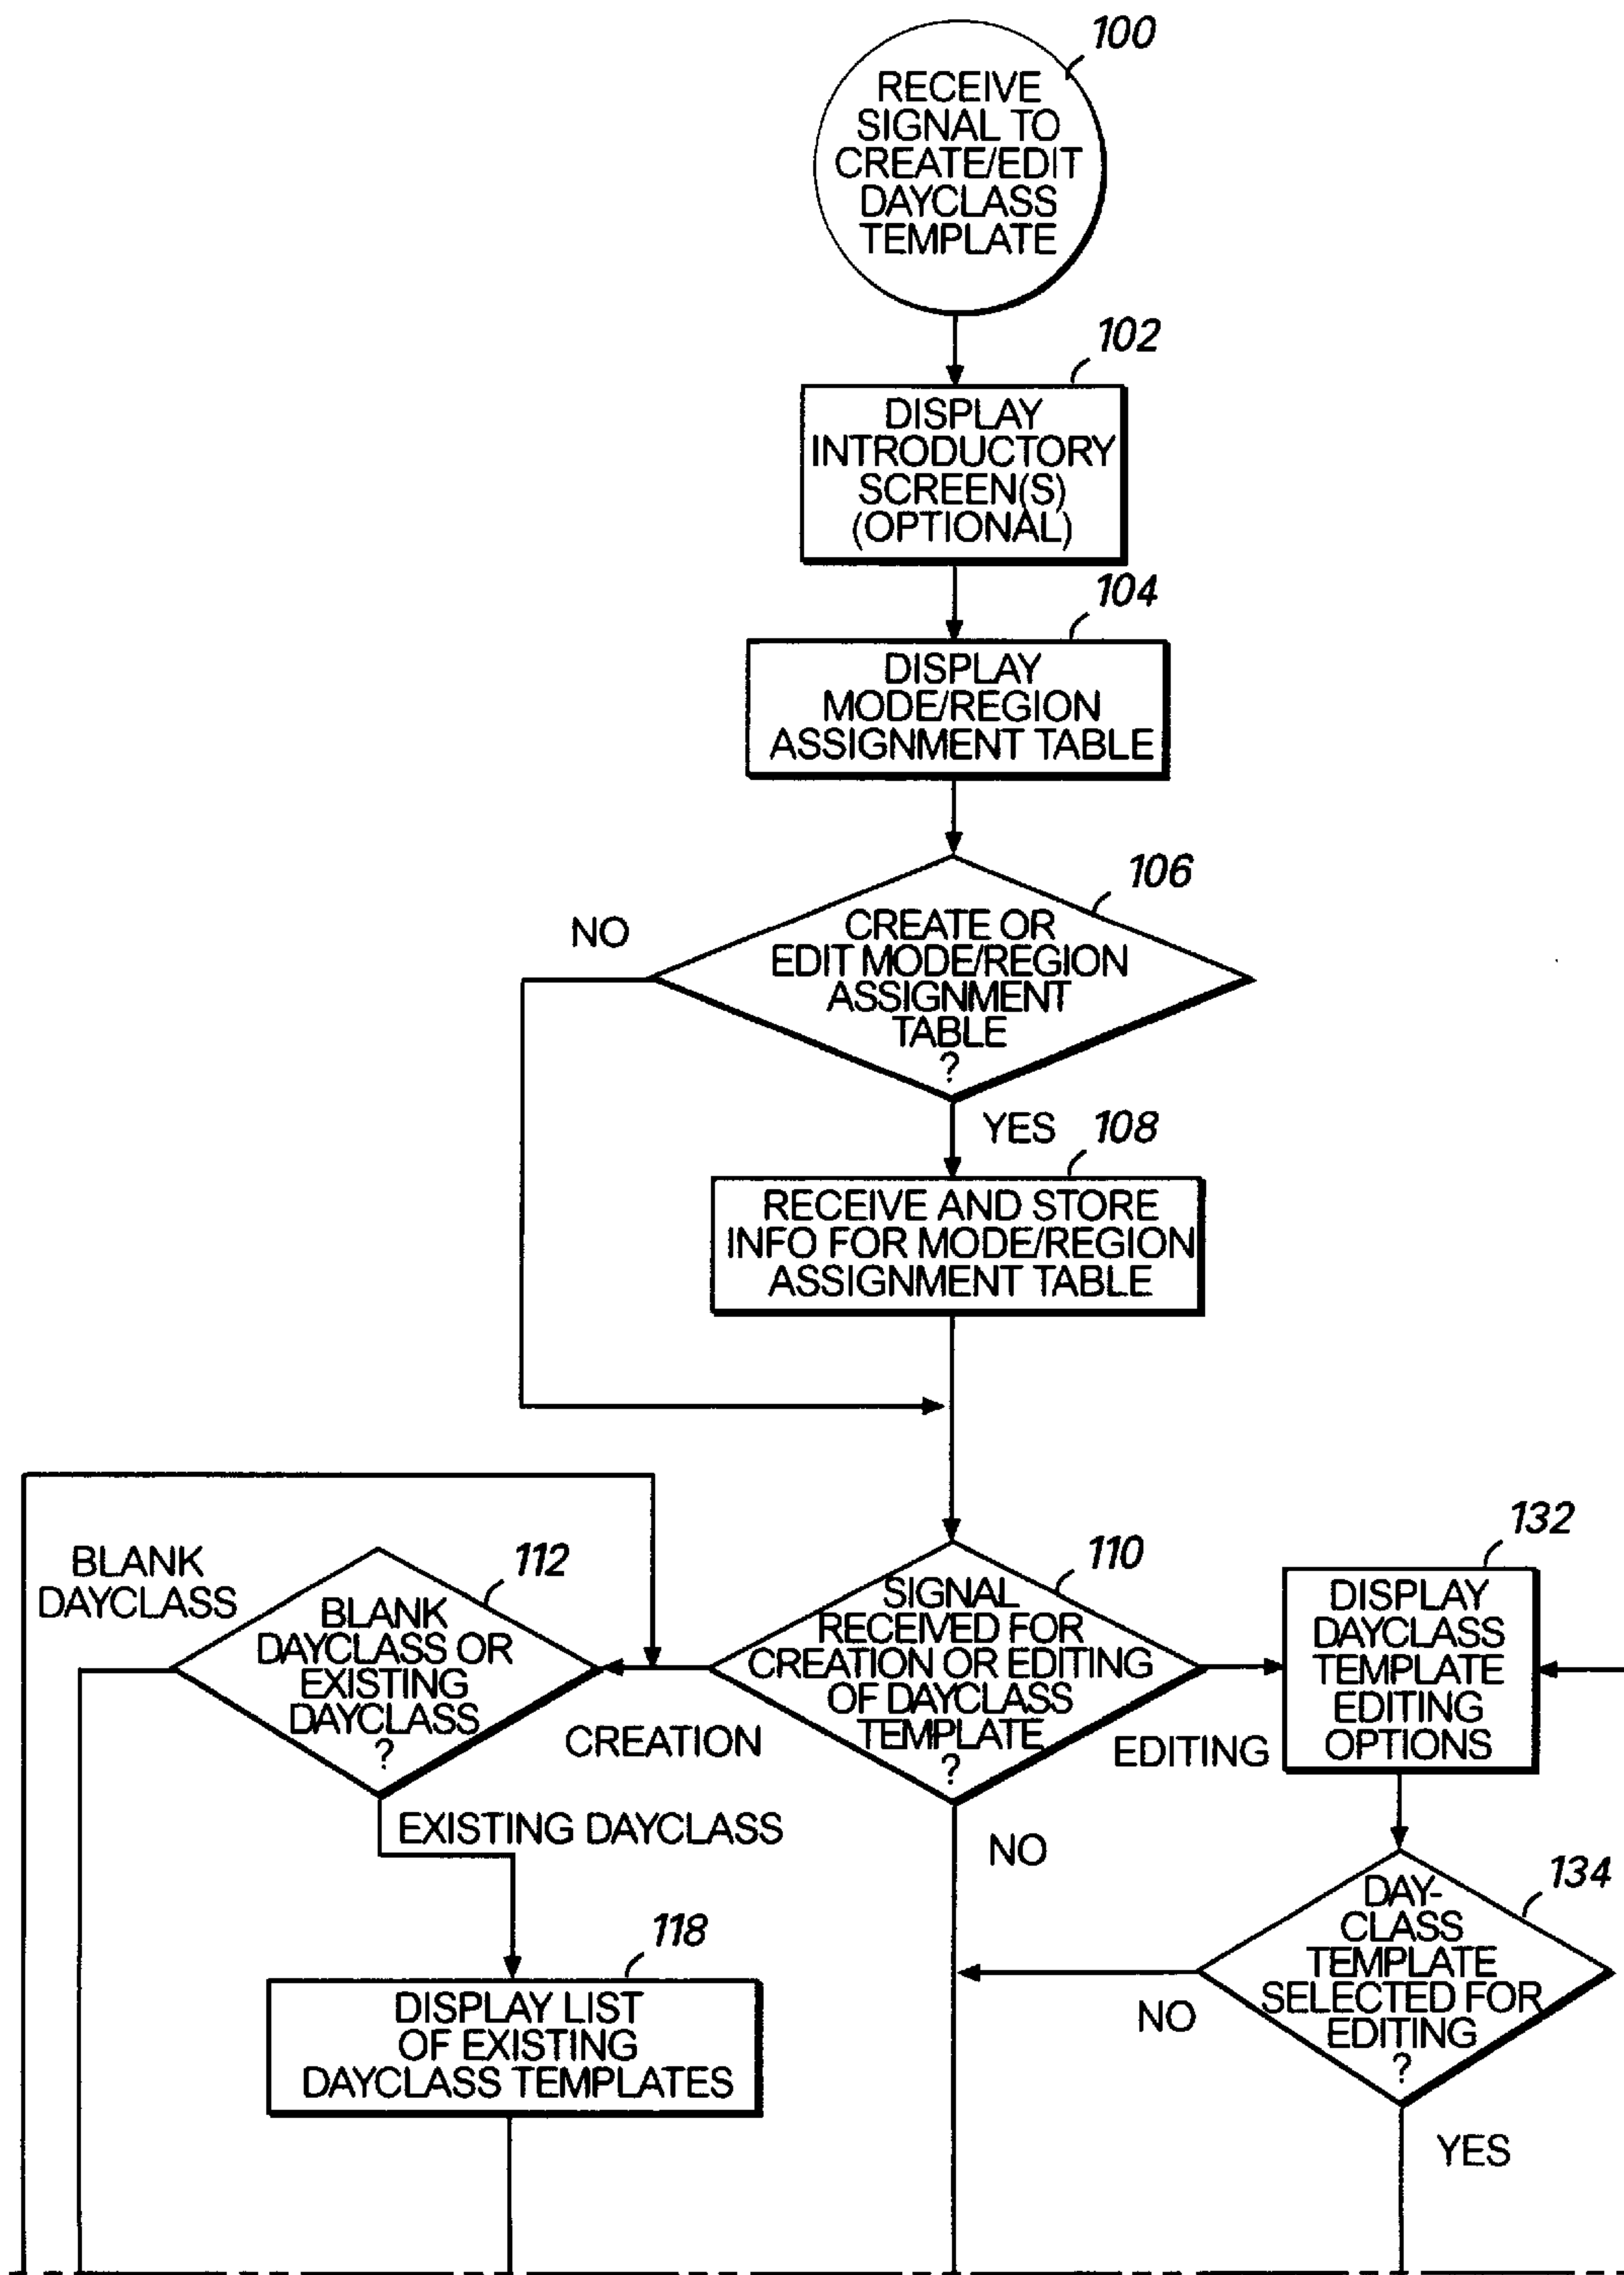 100
RECEIVE
SIGNAL TO
CREATE/EDIT
DAYCLASS
TEMPLATE
102
DISPLAY
INTRODUCTORY
SCREEN(S)
(OPTIONAL)
104
DISPLAY
MODE/REGION
ASSIGNMENT TABLE
106
NO
CREATE OR
EDIT MODE/REGION
ASSIGNMENT
TABLE
?
YES
108
RECEIVE AND STORE
INFO FOR MODE/REGION
ASSIGNMENT TABLE
BLANK
DAYCLASS
112
BLANK
DAYCLASS OR
EXISTING
DAYCLASS
?
CREATION
110
SIGNAL
RECEIVED FOR
CREATION OR EDITING
OF DAYCLASS
TEMPLATE
?
EDITING
132
DISPLAY
DAYCLASS
TEMPLATE
EDITING
OPTIONS
EXISTING DAYCLASS
NO
134
DAY-
CLASS
TEMPLATE
SELECTED FOR
EDITING
?
NO
YES
118
DISPLAY LIST
OF EXISTING
DAYCLASS TEMPLATES